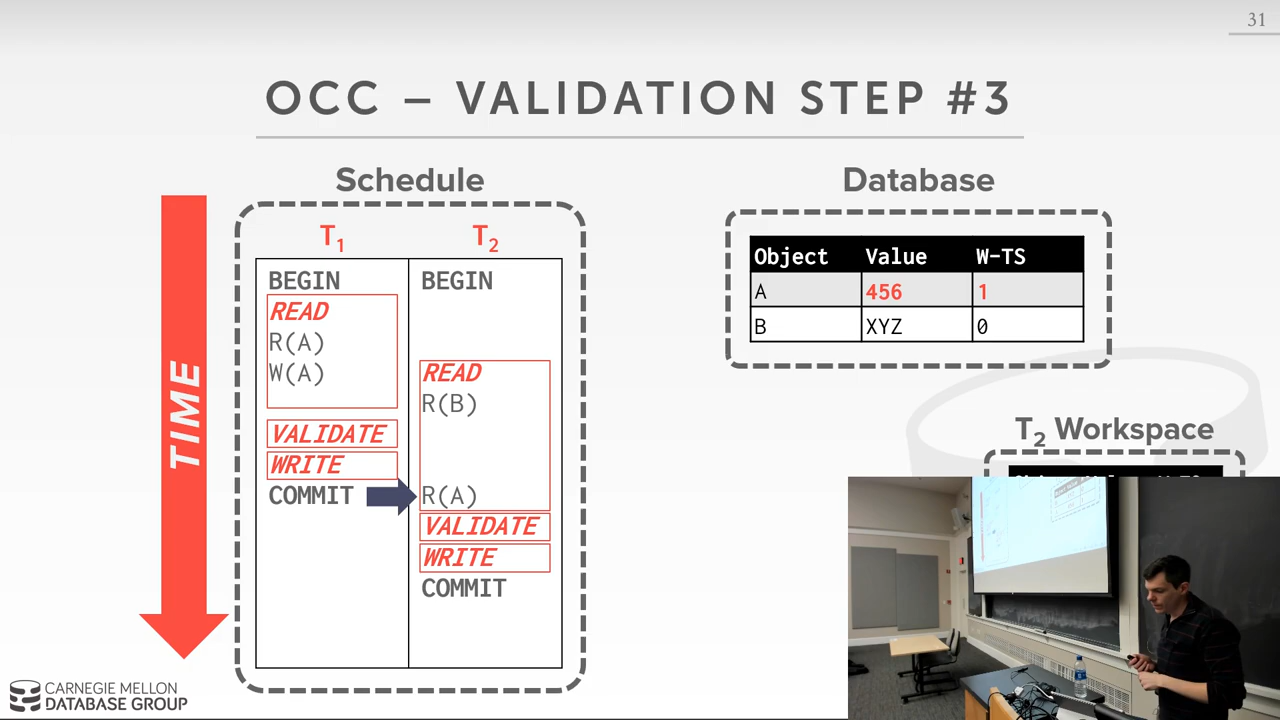 31
OCC – VALIDATION STEP #3
Schedule
Database
TIME
T1 T2
BEGIN BEGIN
READ
R(A)
W(A) READ
R(B)
VALIDATE
WRITE
COMMIT R(A)
VALIDATE
WRITE
COMMIT
Object Value W-TS
A 456 1
B XYZ 0
T2 Workspace
CARNEGIE MELLON
DATABASE GROUP